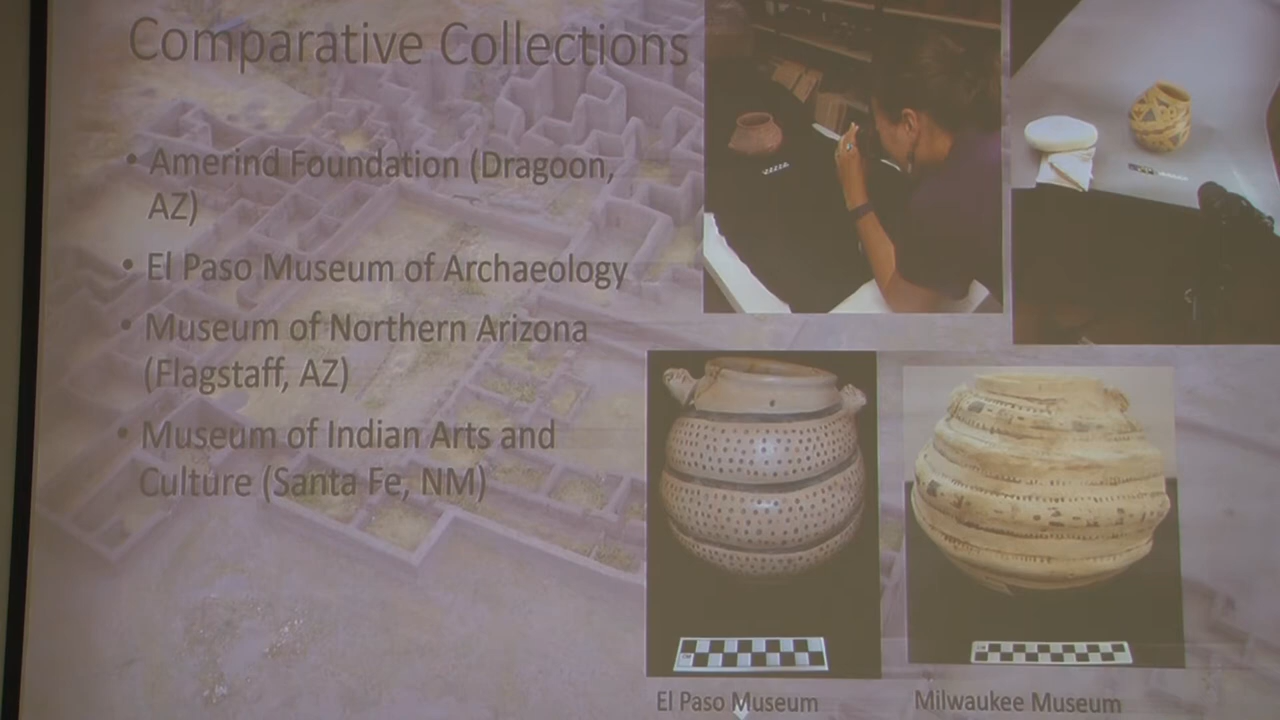 Comparative Collections
• Amerind Foundation (Dragoon,
AZ)
• El Paso Museum of Archaeology
• Museum of Northern Arizona
(Flagstaff, AZ)
• Museum of Indian Arts and
Culture (Santa Fe, NM)
El Paso Museum
Milwaukee Museum